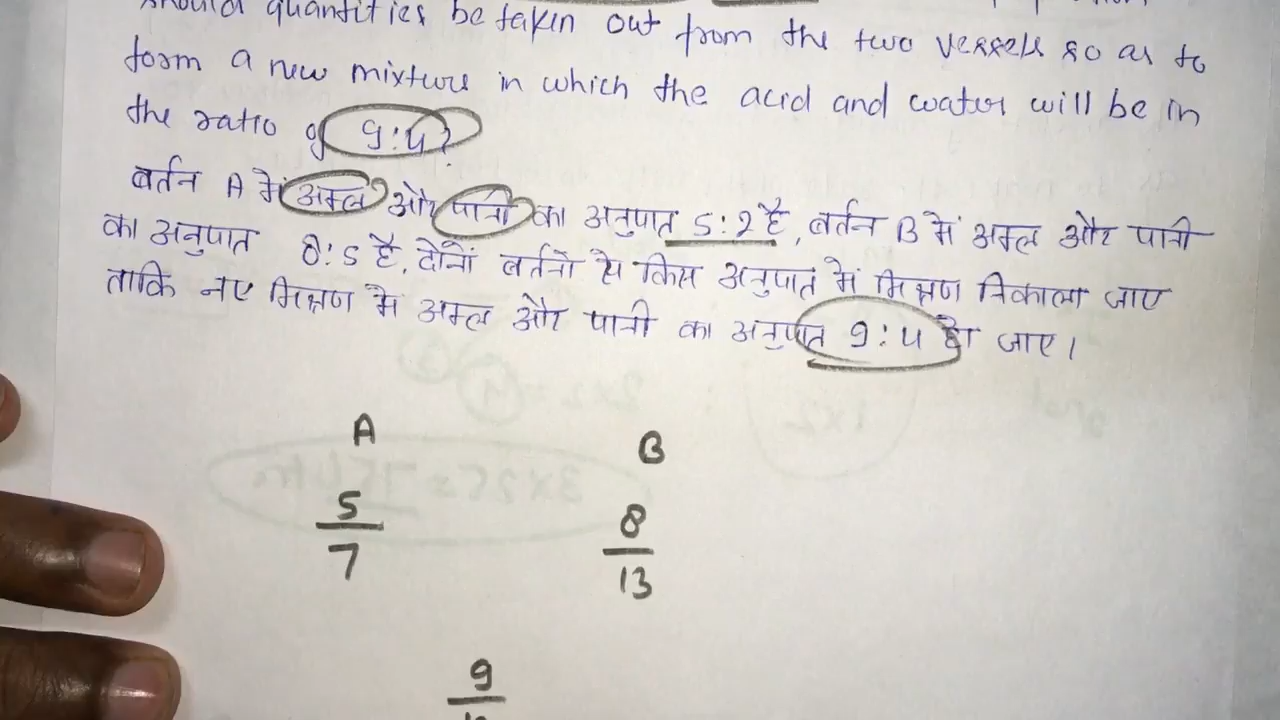 should quantities be taken out from the two vessels so as to
form a new mixture in which the acid and water will be in
the ratio of 9:4?
बर्तन A में अम्ल और पानी का अनुपात 5:2 है, बर्तन B में अम्ल और पानी
का अनुपात 8:5 है, दोनों बर्तनो से किस अनुपात में मिश्रण निकाला जाए
ताकि नए मिश्रण में अम्ल और पानी का अनुपात 9:4 हो जाए।
A B
5 8
7 13
9